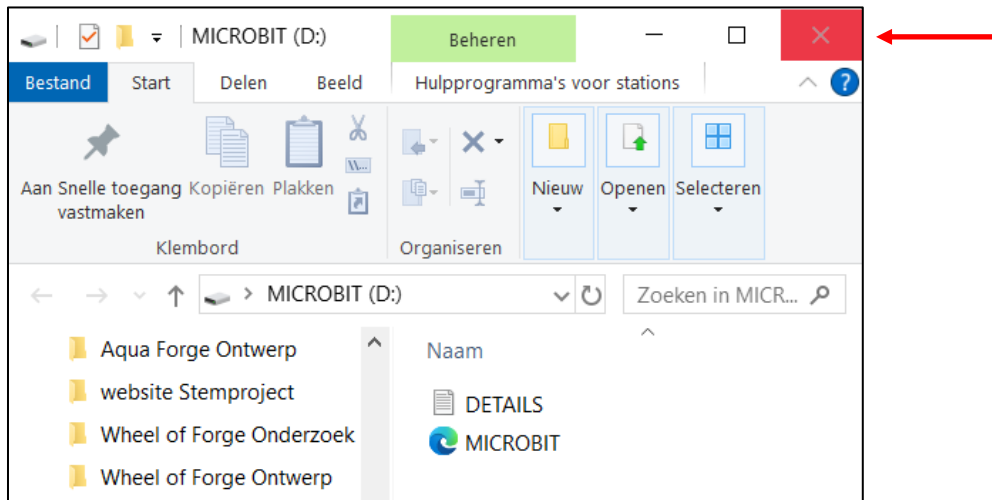 MICROBIT (D:)
Beheren
Bestand Start Delen Beeld Hulpprogramma's voor stations
Aan Snelle toegang vastmaken Kopiëren Plakken
Nieuw Openen Selecteren
Klembord Organiseren
MICROBIT (D:) Zoeken in MICR...
Aqua Forge Ontwerp
website Stemproject
Wheel of Forge Onderzoek
Wheel of Forge Ontwerp
Naam
DETAILS
MICROBIT